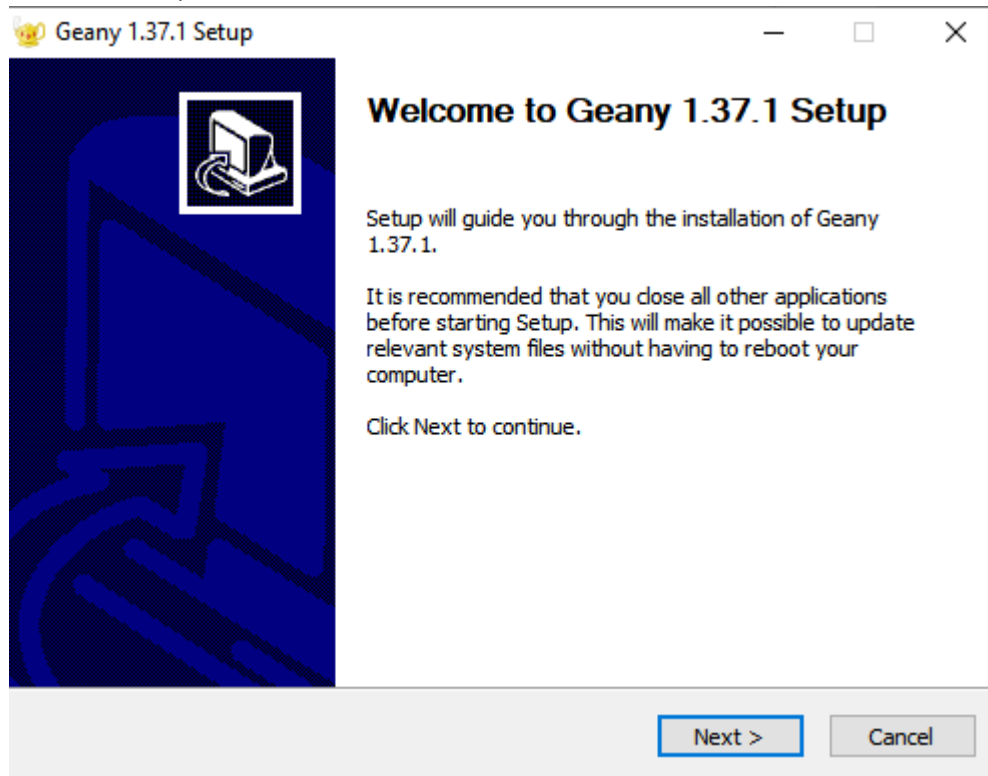 Geany 1.37.1 Setup
Welcome to Geany 1.37.1 Setup
Setup will guide you through the installation of Geany
1.37.1.
It is recommended that you close all other applications
before starting Setup. This will make it possible to update
relevant system files without having to reboot your
computer.
Click Next to continue.
Next >
Cancel